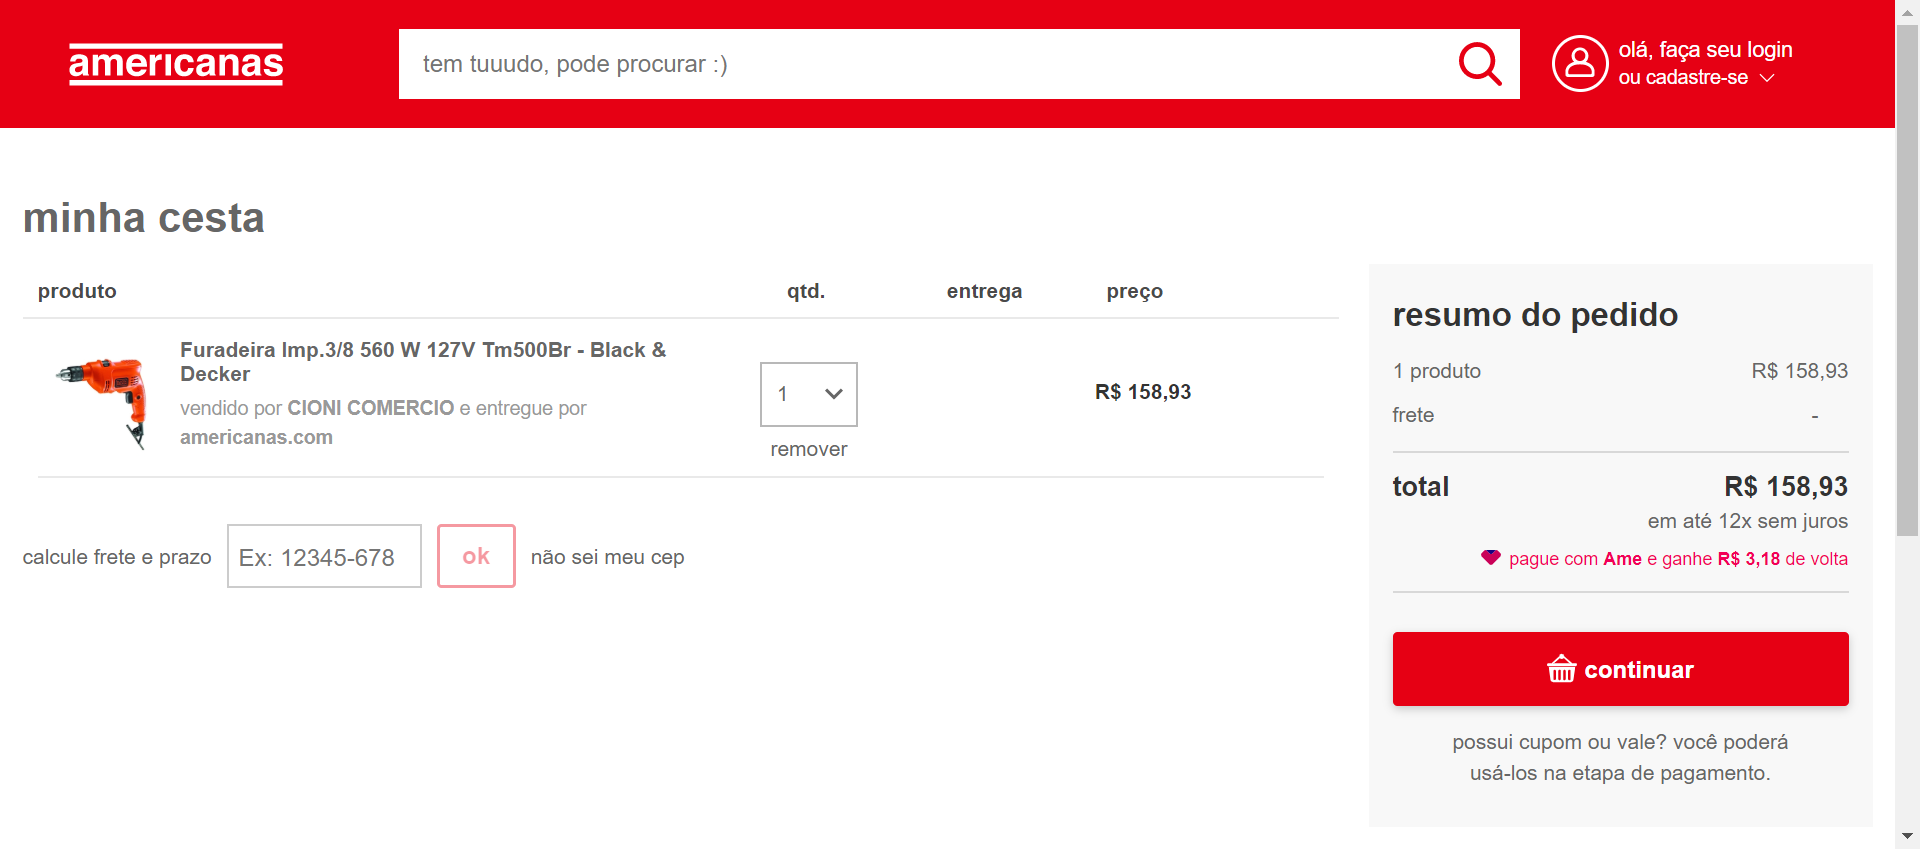 americanas
tem tuuudo, pode procurar :)
olá, faça seu login
ou cadastre-se
minha cesta
produto qtd. entrega preço
Furadeira Imp.3/8 560 W 127V Tm500Br - Black &
Decker
vendido por CIONI COMERCIO e entregue por
americanas.com
1
remover
R$ 158,93
calcule frete e prazo Ex: 12345-678 ok não sei meu cep
resumo do pedido
1 produto R$ 158,93
frete -
total R$ 158,93
em até 12x sem juros
pague com Ame e ganhe R$ 3,18 de volta
continuar
possui cupom ou vale? você poderá
usá-los na etapa de pagamento.